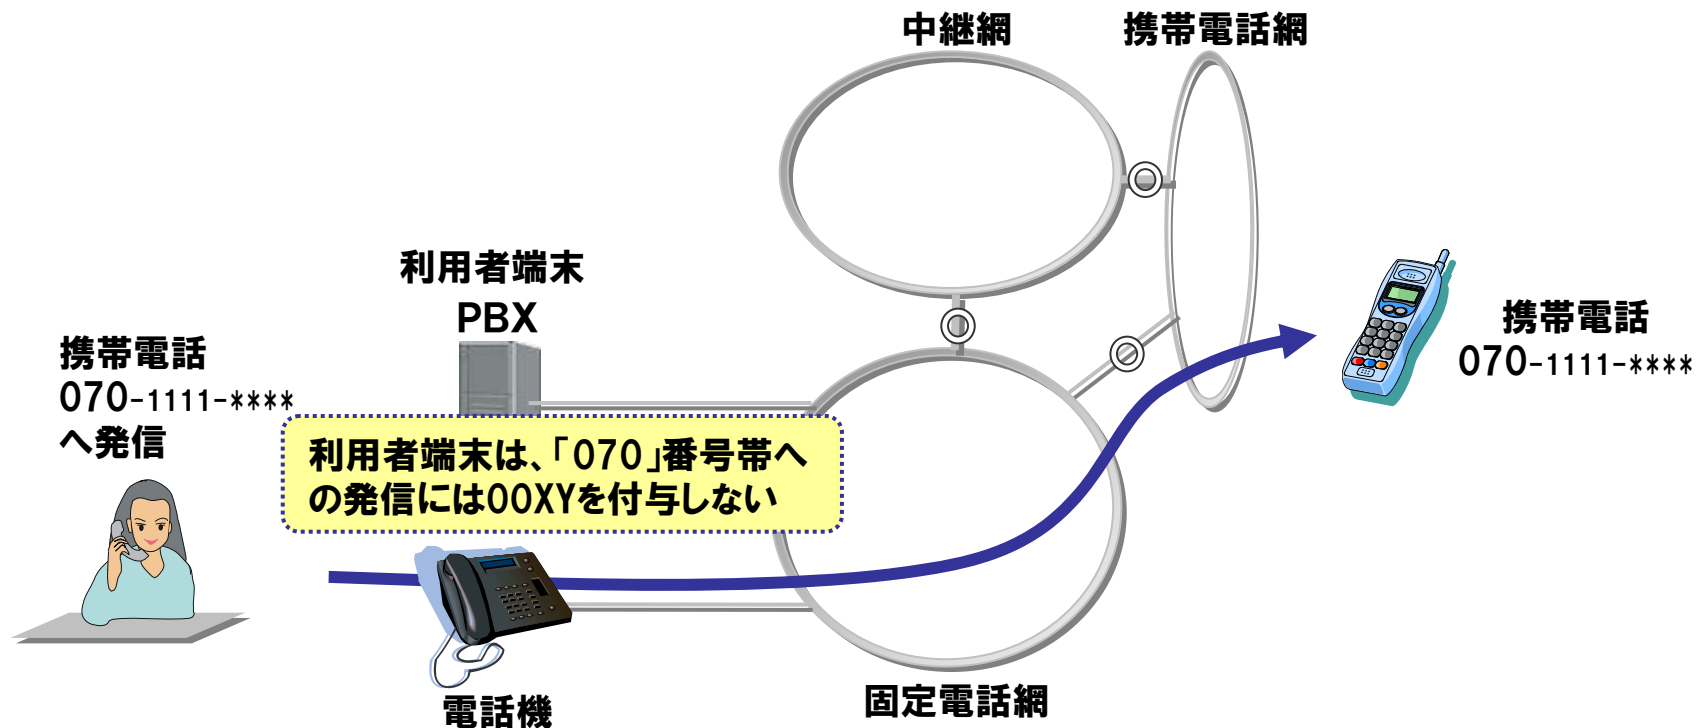 中継網
携帯電話網
利用者端末
PBX
携帯電話
070-1111-****
へ発信
携帯電話
070-1111-****
利用者端末は、「070」番号帯へ
の発信には00XYを付与しない
固定電話網
電話機